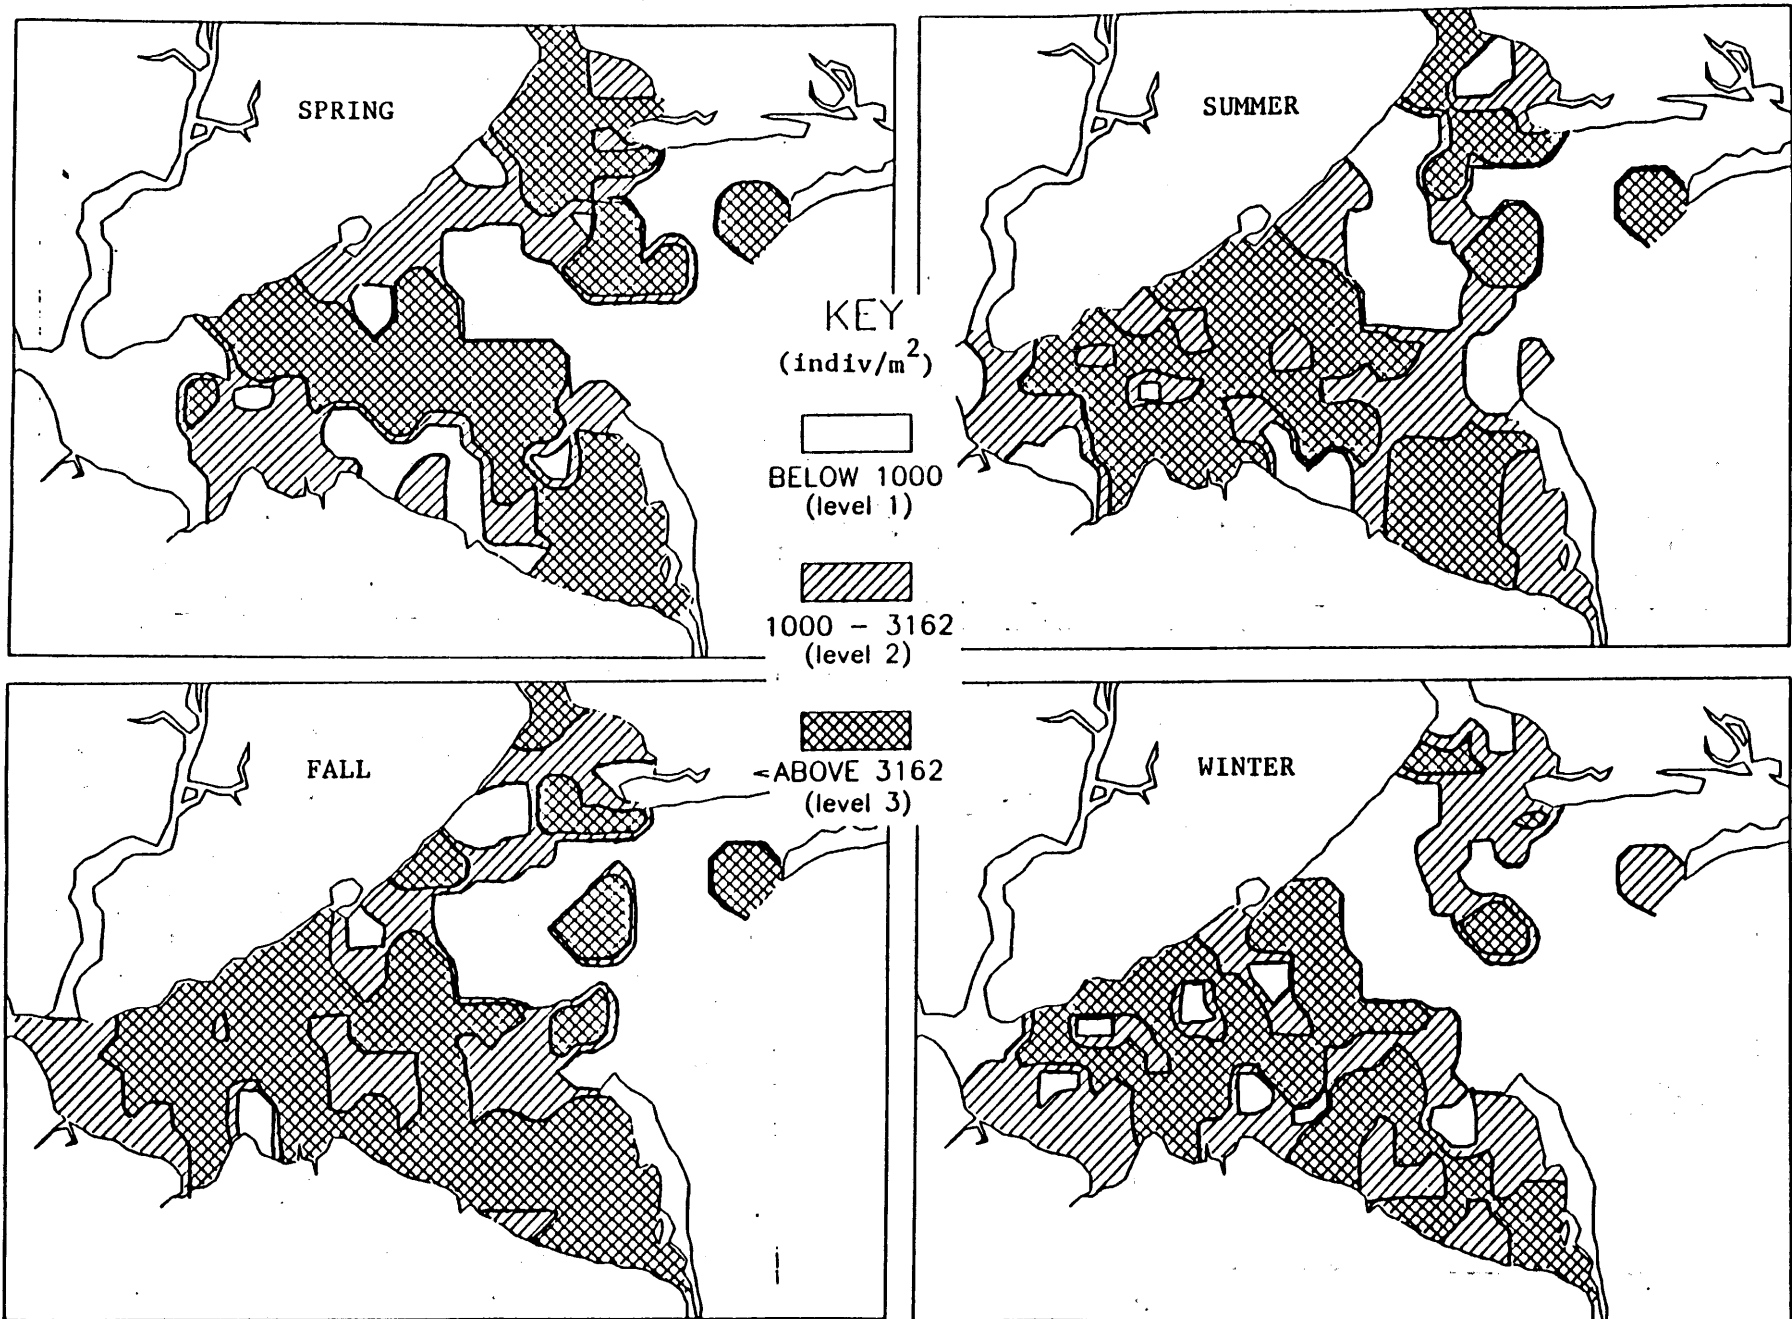 SPRING
SUMMER
KEY
(indiv/m²)
BELOW 1000
(level 1)
1000 – 3162
(level 2)
<ABOVE 3162
(level 3)
FALL
WINTER